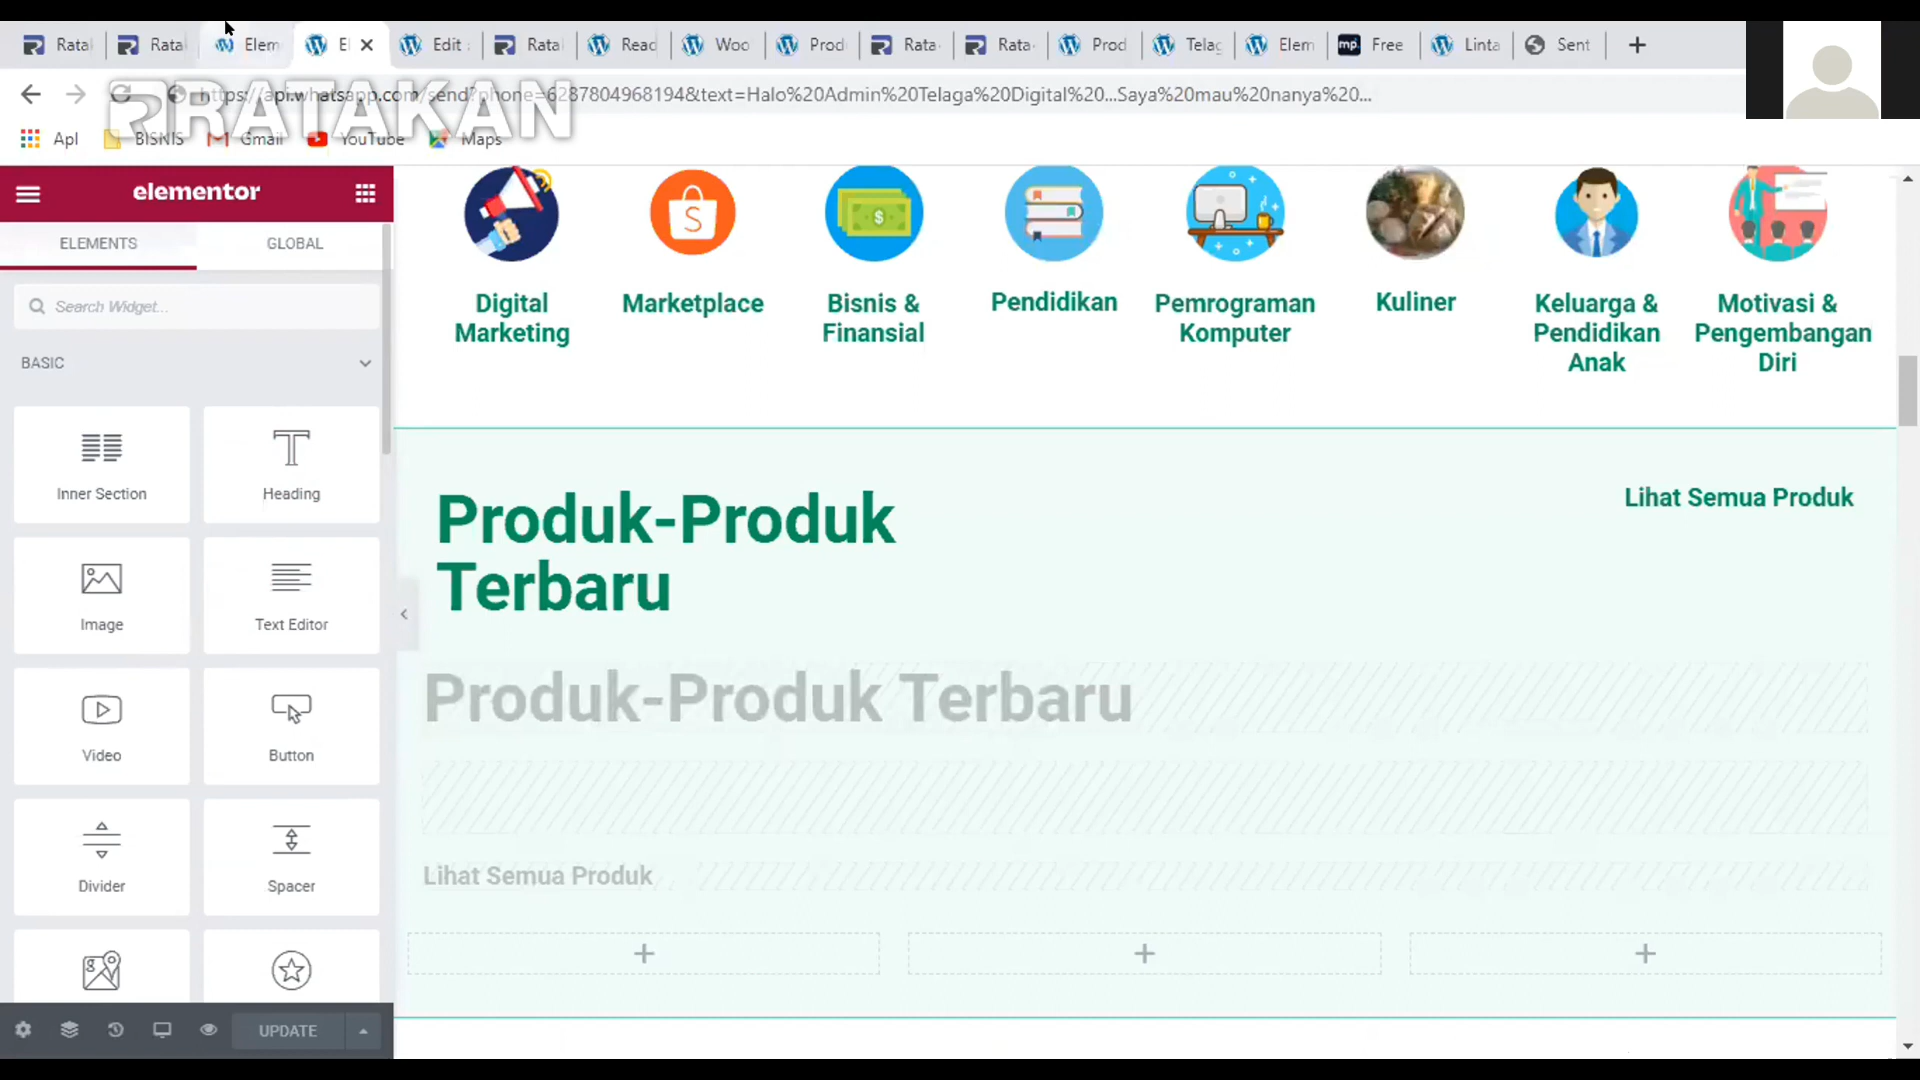 Ratal Ratal Elem El Edit Rata Read Woo Prod Rata Rata Prod Telag Elem mp. Free Linta Sent
https://api.whatsapp.com/send?phone=6287804968194&text=Halo%20Admin%20Telaga%20Digital%20...Saya%20mau%20nanya%20...
RATAKAN
Apl BISNIS Gmail YouTube Maps
elementor
ELEMENTS GLOBAL
Search Widget...
BASIC
Inner Section Heading
Image Text Editor
Video Button
Divider Spacer
UPDATE
Digital
Marketing
Marketplace
Bisnis &
Finansial
Pendidikan
Pemrograman
Komputer
Kuliner
Keluarga &
Pendidikan
Anak
Motivasi &
Pengembangan
Diri
Produk-Produk
Terbaru
Lihat Semua Produk
Produk-Produk Terbaru
Lihat Semua Produk